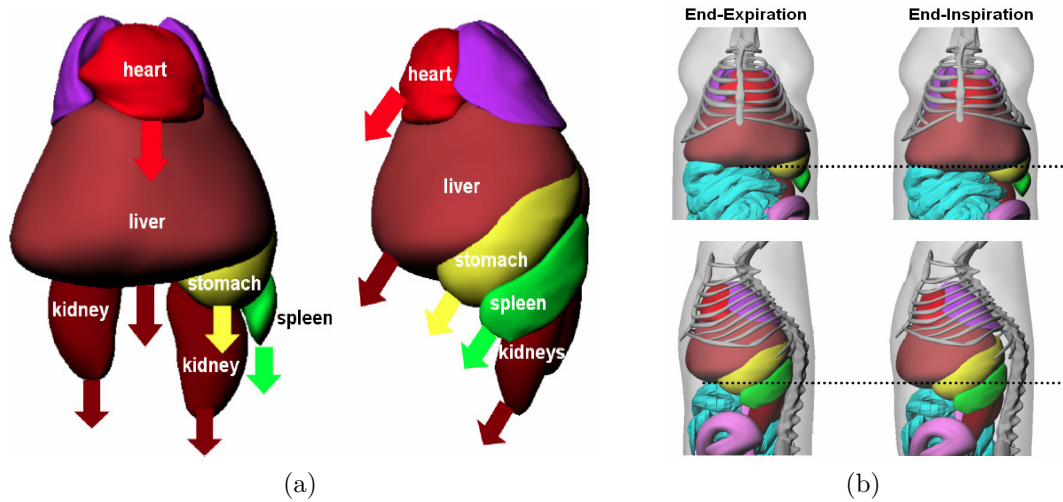 End-Expiration
End-Inspiration
heart
heart
liver
liver
stomach
kidney
spleen
kidney
stomach
spleen
kidneys
(a)
(b)